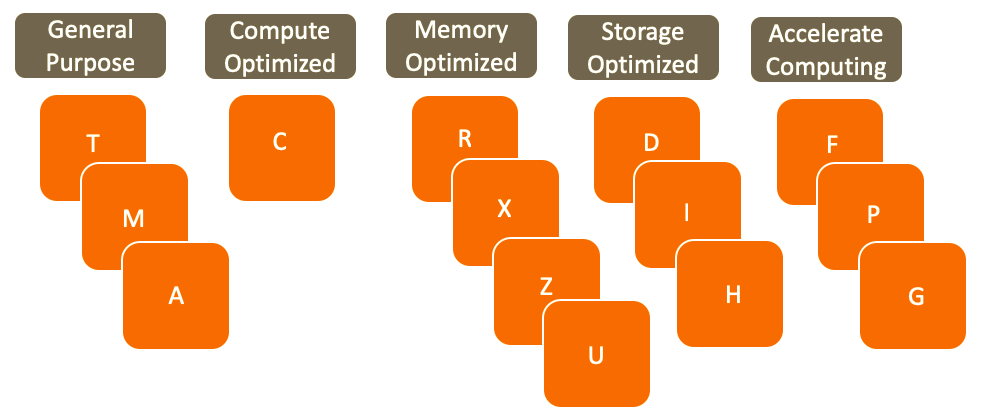 General
Purpose
Compute
Optimized
Memory
Optimized
Storage
Optimized
Accelerate
Computing
T
M
A
C
R
X
Z
U
D
I
H
F
P
G